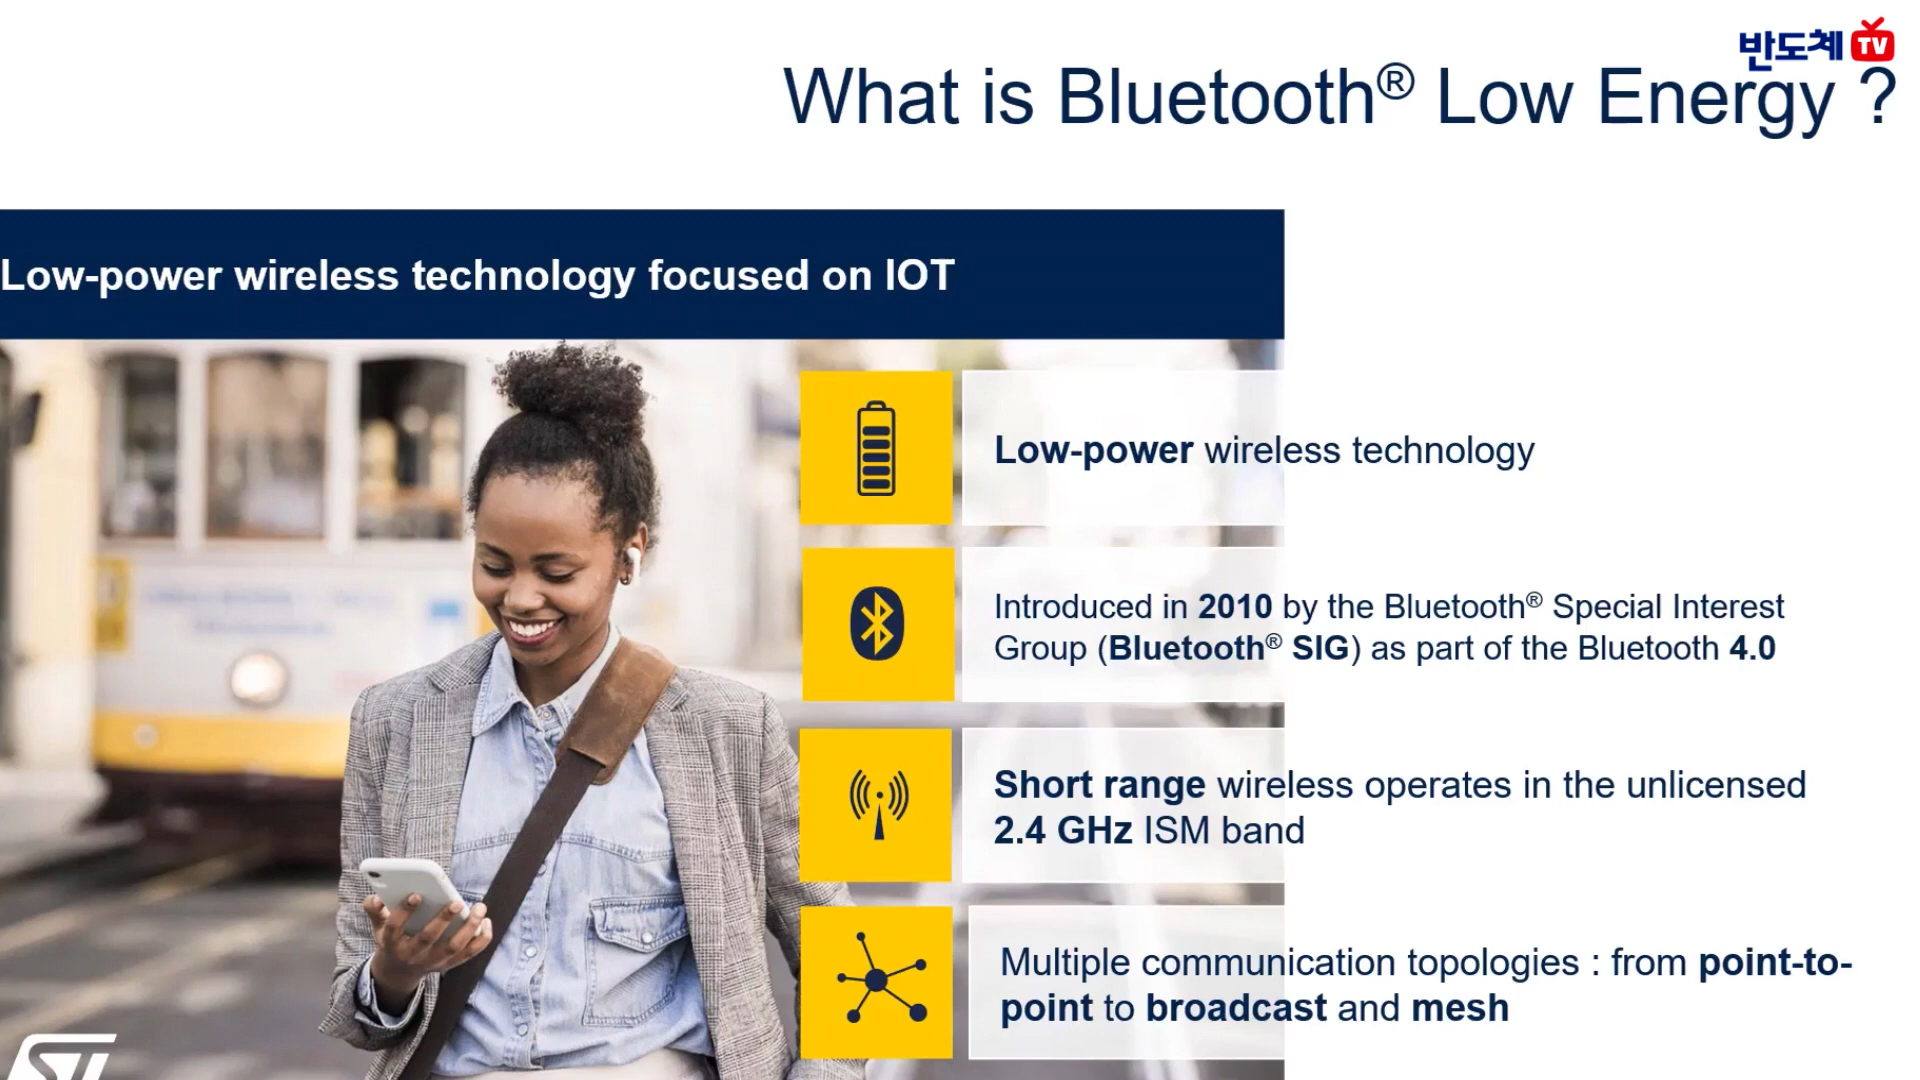 반도체 TV
What is Bluetooth® Low Energy ?
Low-power wireless technology focused on IOT
Low-power wireless technology
Introduced in 2010 by the Bluetooth® Special Interest
Group (Bluetooth® SIG) as part of the Bluetooth 4.0
Short range wireless operates in the unlicensed
2.4 GHz ISM band
Multiple communication topologies : from point-to-
point to broadcast and mesh
ST